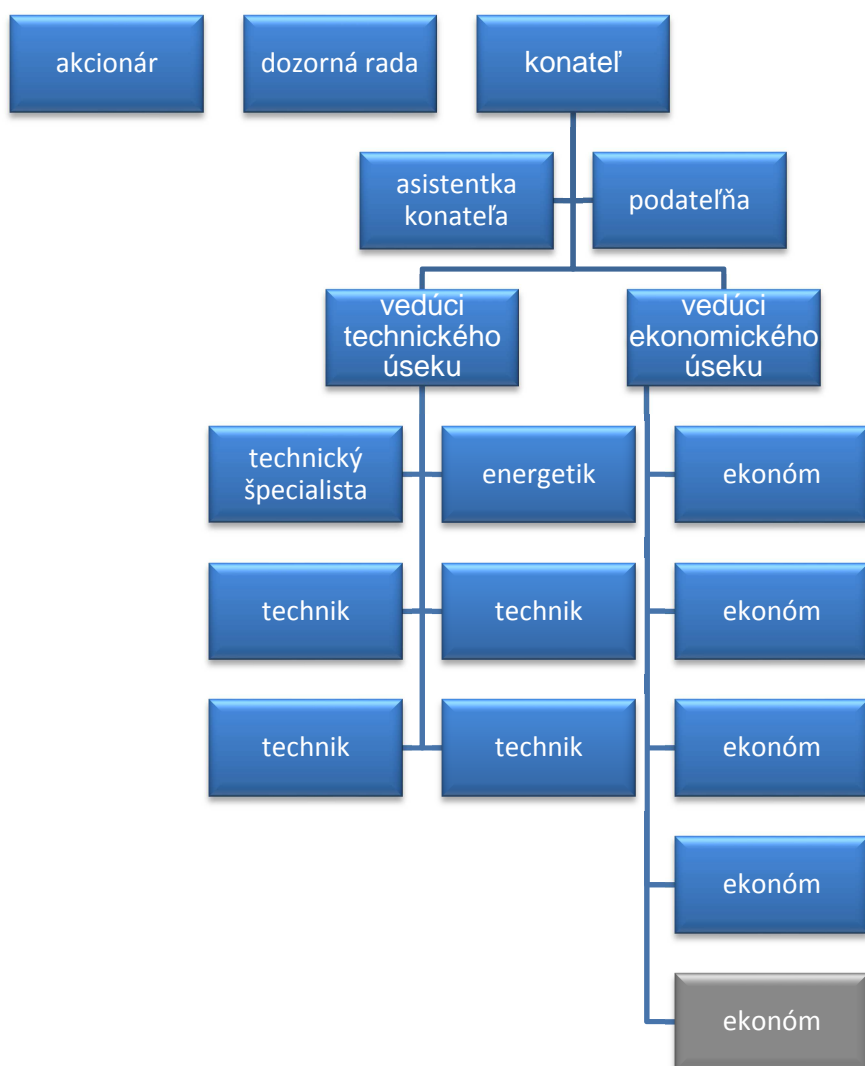 akcionár
dozorná rada
konateľ
asistentka
konateľa
podateľňa
vedúci
technického
úseku
vedúci
ekonomického
úseku
technický
špecialista
energetik
ekonóm
technik
technik
ekonóm
technik
technik
ekonóm
ekonóm
ekonóm